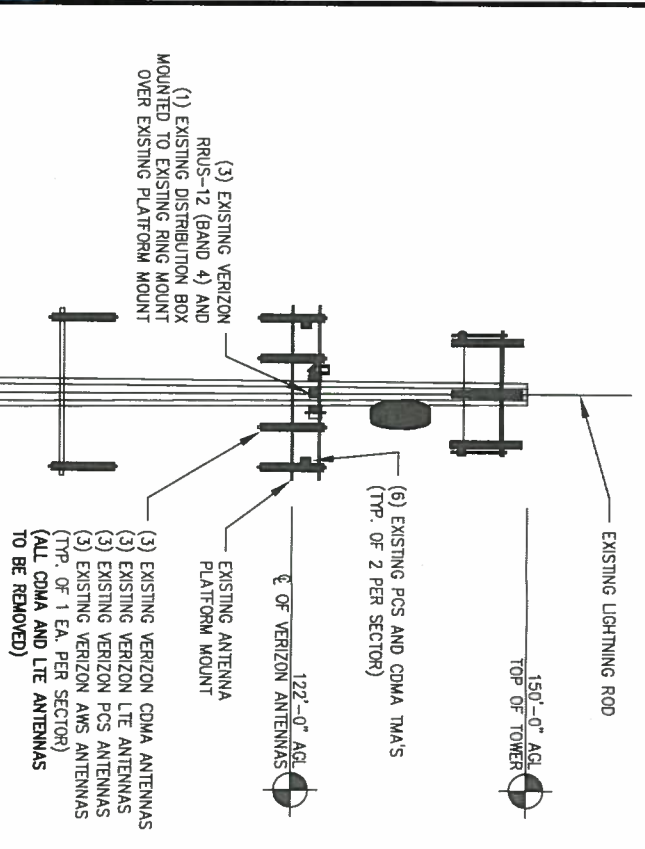 EXISTING LIGHTNING ROD
150'-0" AGL
TOP OF TOWER
(6) EXISTING PCS AND CDMA TMA'S
(TYP. OF 2 PER SECTOR)
122'-0" AGL
℄ OF VERIZON ANTENNAS
EXISTING ANTENNA
PLATFORM MOUNT
(3) EXISTING VERIZON CDMA ANTENNAS
(3) EXISTING VERIZON LTE ANTENNAS
(3) EXISTING VERIZON PCS ANTENNAS
(3) EXISTING VERIZON AWS ANTENNAS
(TYP. OF 1 EA. PER SECTOR)
(ALL CDMA AND LTE ANTENNAS
TO BE REMOVED)
(3) EXISTING VERIZON
RRUS-12 (BAND 4) AND
(1) EXISTING DISTRIBUTION BOX
MOUNTED TO EXISTING RING MOUNT
OVER EXISTING PLATFORM MOUNT